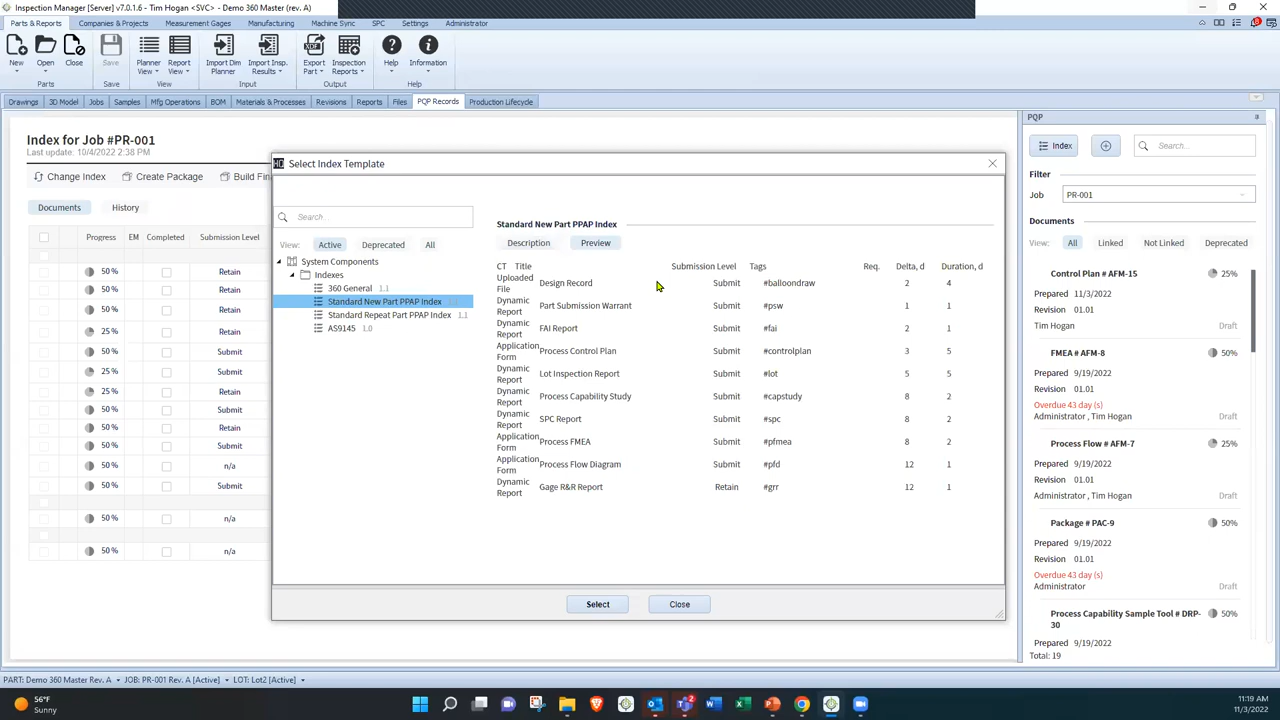 Inspection Manager [Server] v7.0.1.6 - Tim Hogan <SVC> - Demo 360 Master (rev. A)
Parts & Reports Companies & Projects Measurement Gages Manufacturing Machine Sync SPC Settings Administrator
New Open Close Save Planner View Report View Import Dim Planner Import Insp. Results Export Part Inspection Reports Help Information
Parts Save View Input Output Help
Drawings 3D Model Jobs Samples Mfg Operations BOM Materials & Processes Revisions Reports Files PQP Records Production Lifecycle
Index for Job #PR-001
Last update: 10/4/2022 2:38 PM
Change Index Create Package Build Fin
Documents History
Progress EM Completed Submission Level
50 % Retain
50 % Retain
50 % Retain
25 % Retain
50 % Submit
25 % Submit
25 % Retain
50 % Submit
50 % Retain
50 % Submit
50 % n/a
50 % Submit
50 % n/a
50 % n/a
Select Index Template
Search...
View: Active Deprecated All
System Components
Indexes
360 General 1.1
Standard New Part PPAP Index 1.1
Standard Repeat Part PPAP Index 1.1
AS9145 1.0
Standard New Part PPAP Index
Description Preview
CT Title Submission Level Tags Req. Delta, d Duration, d
Uploaded File Design Record Submit #balloondraw 2 4
Dynamic Report Part Submission Warrant Submit #psw 1 1
Dynamic Report FAI Report Submit #fai 2 1
Application Form Process Control Plan Submit #controlplan 3 5
Dynamic Report Lot Inspection Report Submit #lot 5 5
Dynamic Report Process Capability Study Submit #capstudy 8 2
Dynamic Report SPC Report Submit #spc 8 2
Application Form Process FMEA Submit #pfmea 8 2
Application Form Process Flow Diagram Submit #pfd 12 1
Dynamic Report Gage R&R Report Retain #grr 12 1
Select Close
PQP
Index Search...
Filter
Job PR-001
Documents
View: All Linked Not Linked Deprecated
Control Plan # AFM-15 25%
Prepared 11/3/2022
Revision 01.01
Tim Hogan Draft
FMEA # AFM-8 50%
Prepared 9/19/2022
Revision 01.01
Overdue 43 day (s)
Administrator , Tim Hogan Draft
Process Flow # AFM-7 25%
Prepared 9/19/2022
Revision 01.01
Administrator , Tim Hogan Draft
Package # PAC-9 50%
Prepared 9/19/2022
Revision 01.01
Overdue 43 day (s)
Administrator Draft
Process Capability Sample Tool # DRP-30 50%
Prepared 9/19/2022
Total: 19
PART: Demo 360 Master Rev. A JOB: PR-001 Rev. A [Active] LOT: Lot2 [Active]
56°F
Sunny
2
11:19 AM
11/3/2022